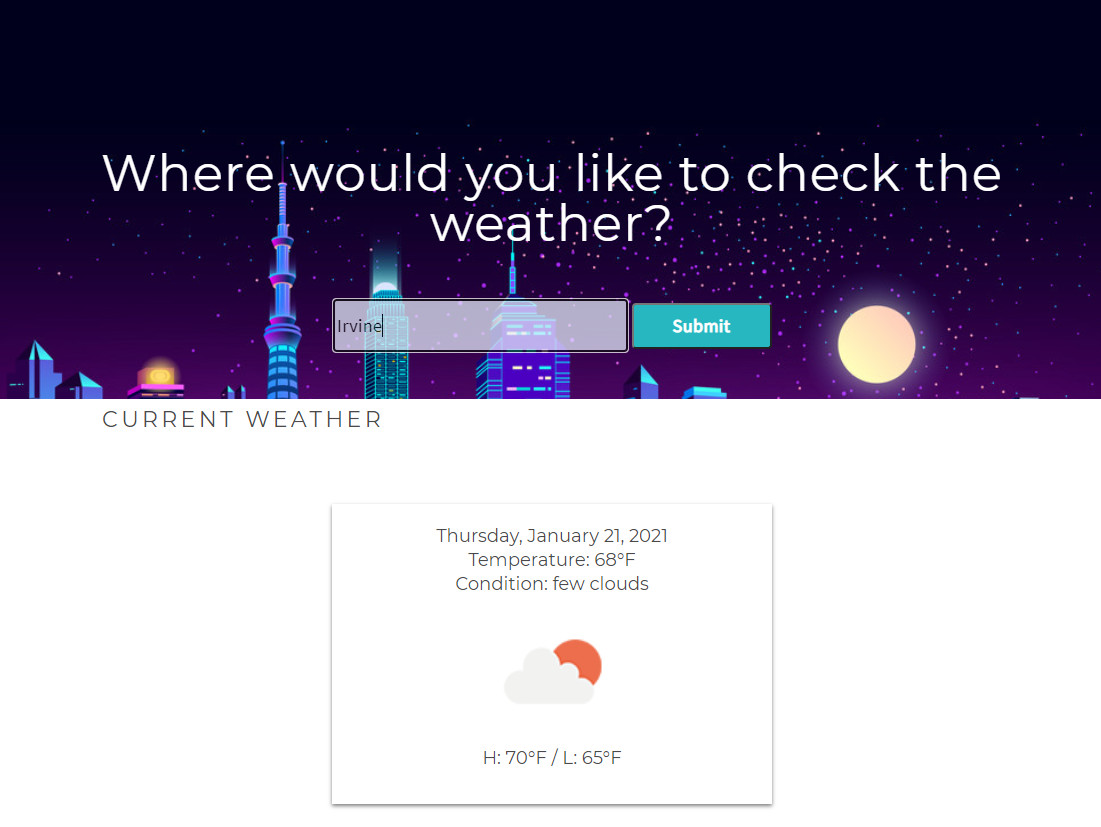 Where would you like to check the
weather?
Irvine
Submit
CURRENT WEATHER
Thursday, January 21, 2021
Temperature: 68°F
Condition: few clouds
H: 70°F / L: 65°F